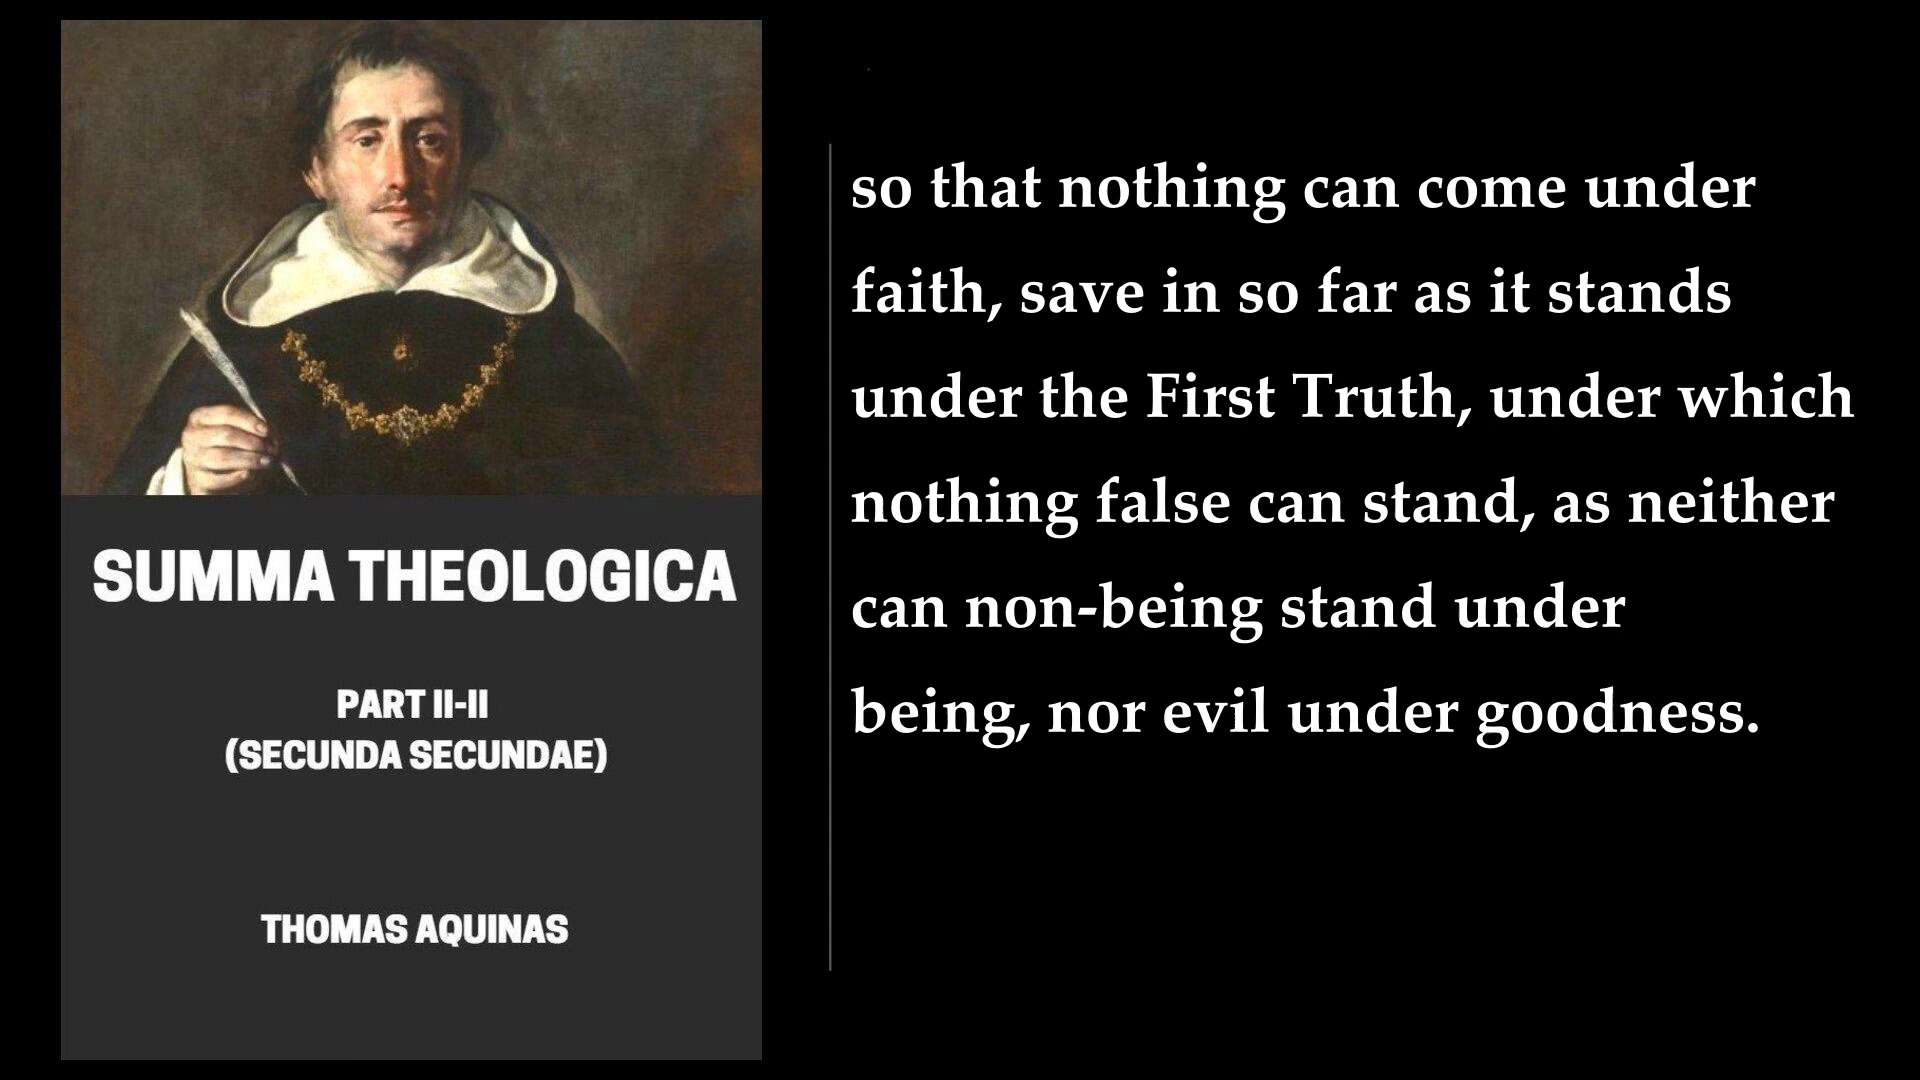 SUMMA THEOLOGICA
PART II-II
(SECUNDA SECUNDAE)
THOMAS AQUINAS
so that nothing can come under
faith, save in so far as it stands
under the First Truth, under which
nothing false can stand, as neither
can non-being stand under
being, nor evil under goodness.